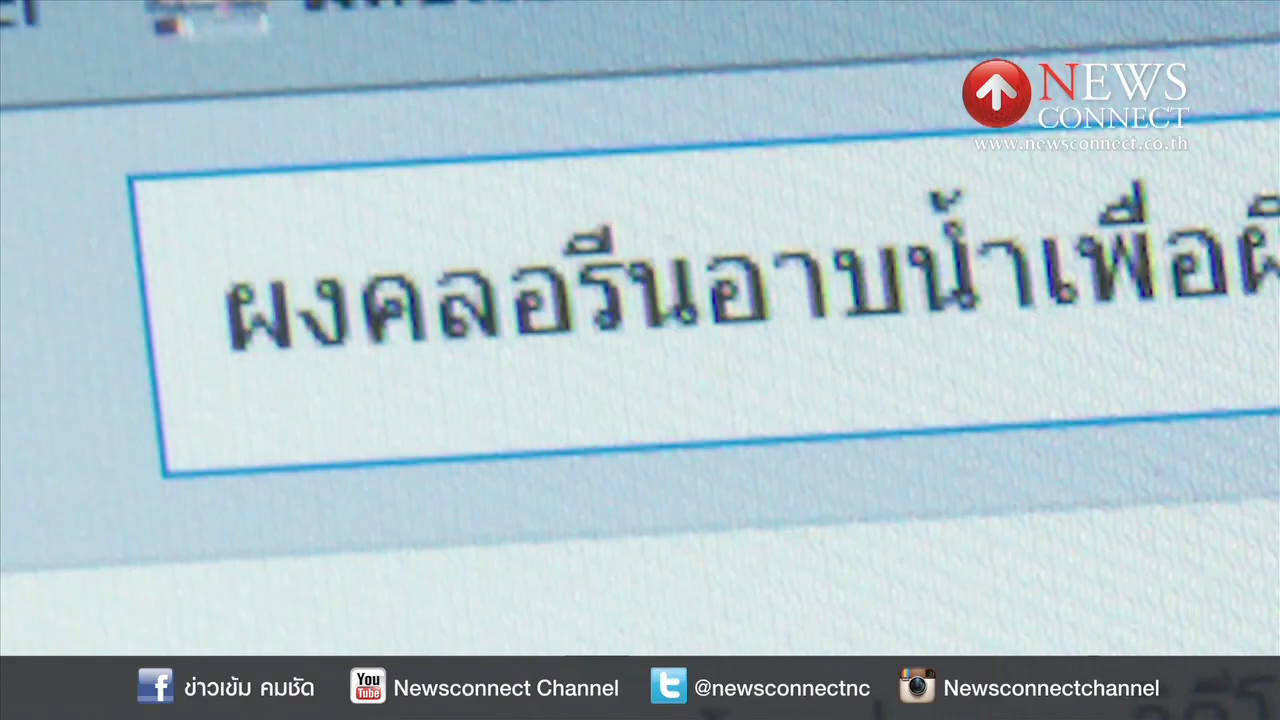 NEWS
CONNECT
www.newsconnect.co.th
ผงคลอรีนอาบน้ำเพื่อ
ข่าวเข้ม คมชัด
You
Tube
Newsconnect Channel
@newsconnectnc
Newsconnectchannel